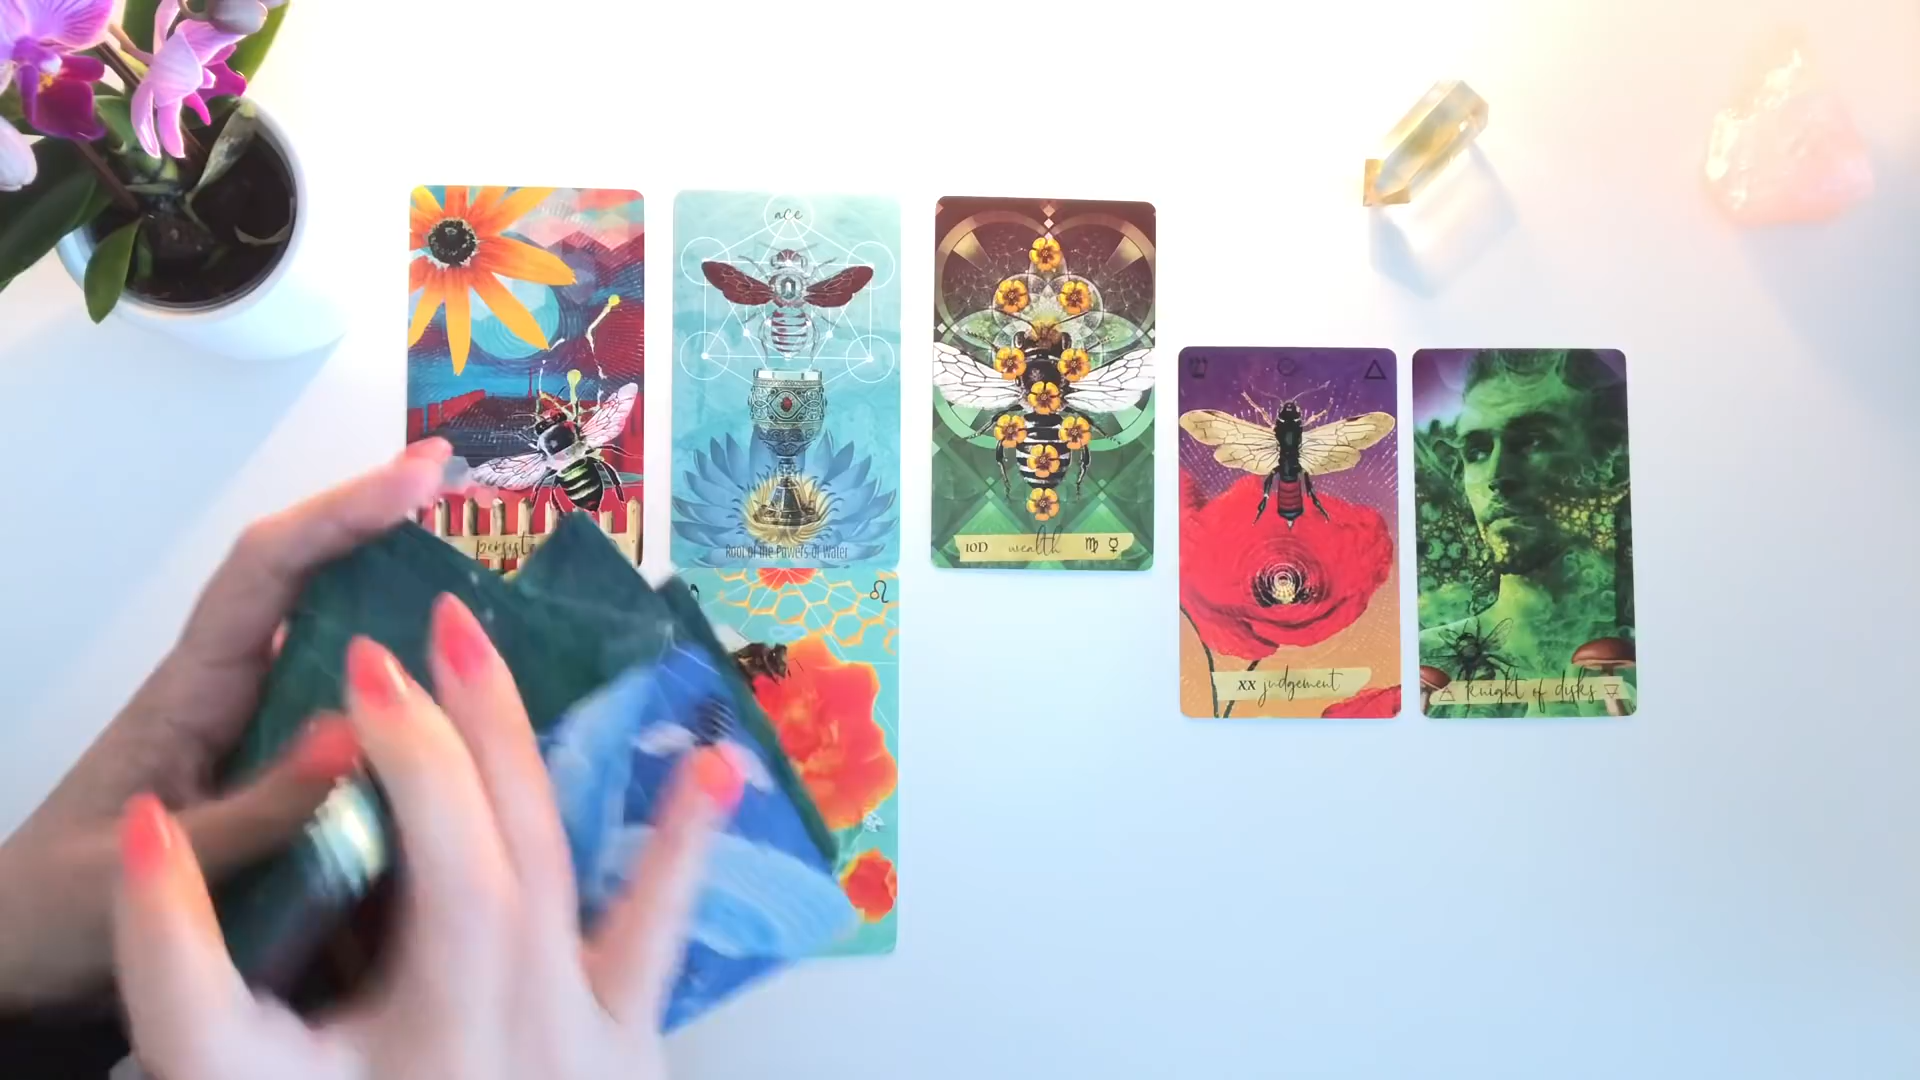 ace
Root of the Powers of Water
10D wealth
XX judgement
knight of disks